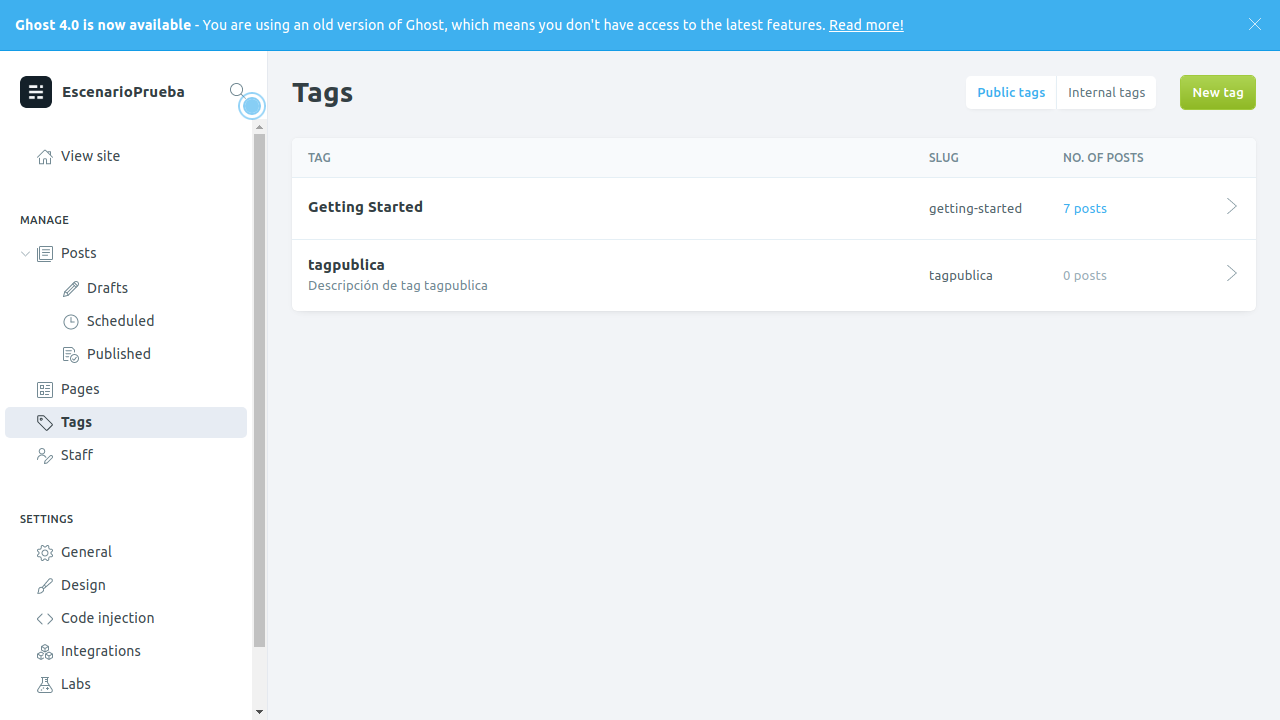 Ghost 4.0 is now available - You are using an old version of Ghost, which means you don't have access to the latest features. Read more!
EscenarioPrueba
View site
MANAGE
Posts
Drafts
Scheduled
Published
Pages
Tags
Staff
SETTINGS
General
Design
Code injection
Integrations
Labs
Tags
Public tags
Internal tags
New tag
TAG SLUG NO. OF POSTS
Getting Started getting-started 7 posts
tagpublica tagpublica 0 posts
Descripción de tag tagpublica